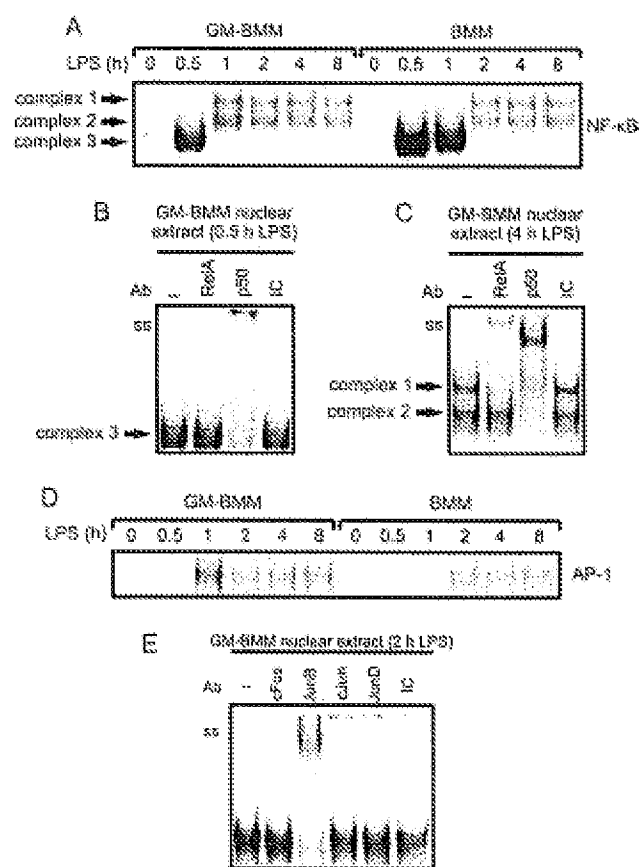 A
GM-BMM BMM
LPS (h) 0 0.5 1 2 4 8 0 0.5 1 2 4 8
complex 1
complex 2
complex 3
NF-κB
B
GM-BMM nuclear
extract (0.5 h LPS)
Ab – RelA p50 IC
ss
complex 3
C
GM-BMM nuclear
extract (4 h LPS)
Ab – RelA p50 IC
ss
complex 1
complex 2
D
GM-BMM BMM
LPS (h) 0 0.5 1 2 4 8 0 0.5 1 2 4 8
AP-1
E
GM-BMM nuclear extract (2 h LPS)
Ab – cFos JunB cJun JunD IC
ss